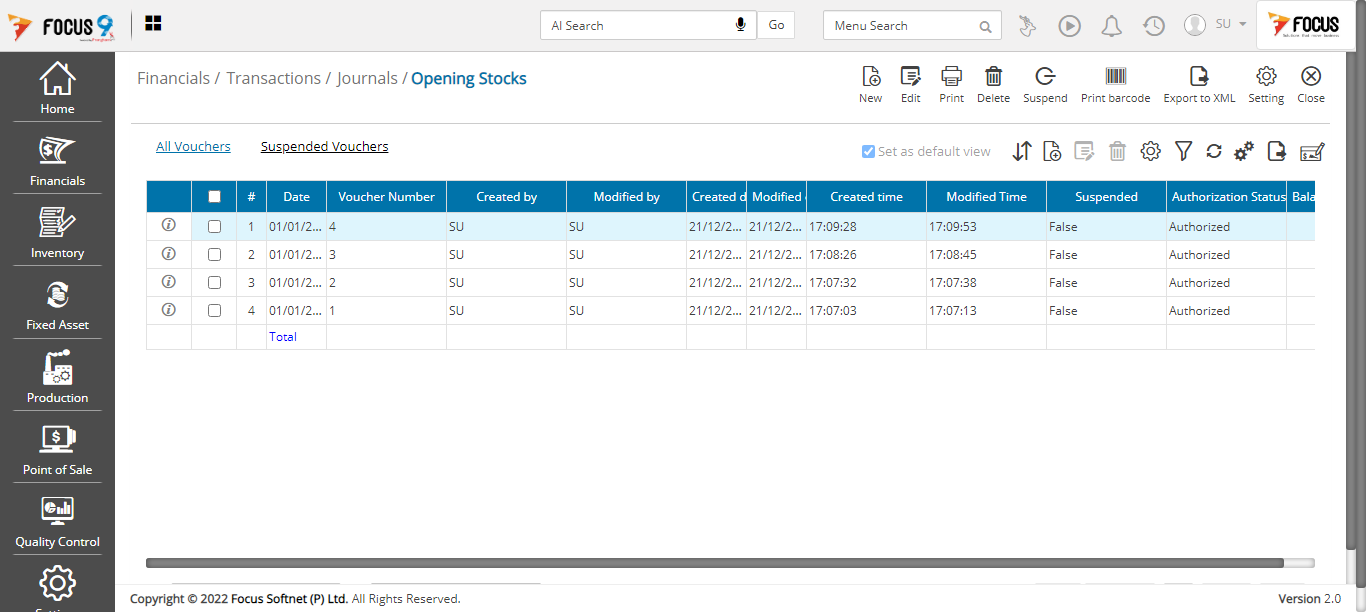 FOCUS 9
AI Search
Go
Menu Search
SU
FOCUS
Home
Financials
Inventory
Fixed Asset
Production
Point of Sale
Quality Control
Financials / Transactions / Journals / Opening Stocks
New Edit Print Delete Suspend Print barcode Export to XML Setting Close
All Vouchers Suspended Vouchers
Set as default view
# Date Voucher Number Created by Modified by Created d Modified Created time Modified Time Suspended Authorization Status Bala
1 01/01/2... 4 SU SU 21/12/2... 21/12/2... 17:09:28 17:09:53 False Authorized
2 01/01/2... 3 SU SU 21/12/2... 21/12/2... 17:08:26 17:08:45 False Authorized
3 01/01/2... 2 SU SU 21/12/2... 21/12/2... 17:07:32 17:07:38 False Authorized
4 01/01/2... 1 SU SU 21/12/2... 21/12/2... 17:07:03 17:07:13 False Authorized
Total
Copyright © 2022 Focus Softnet (P) Ltd. All Rights Reserved.
Version 2.0